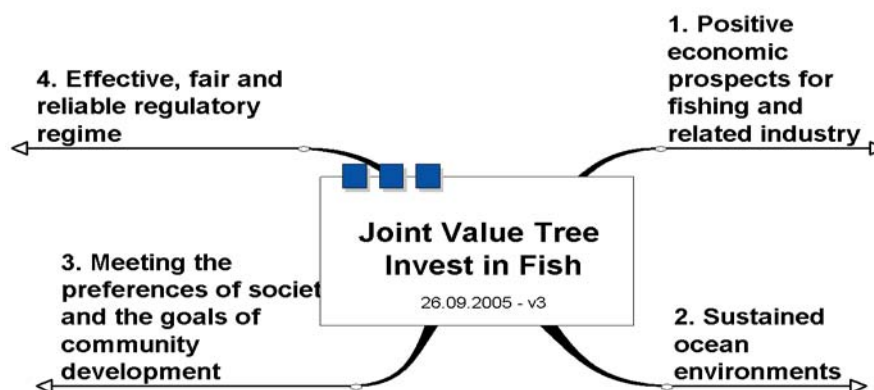 1. Positive
economic
prospects for
fishing and
related industry
4. Effective, fair and
reliable regulatory
regime
Joint Value Tree
Invest in Fish
26.09.2005 - v3
3. Meeting the
preferences of societ
and the goals of
community
development
2. Sustained
ocean
environments